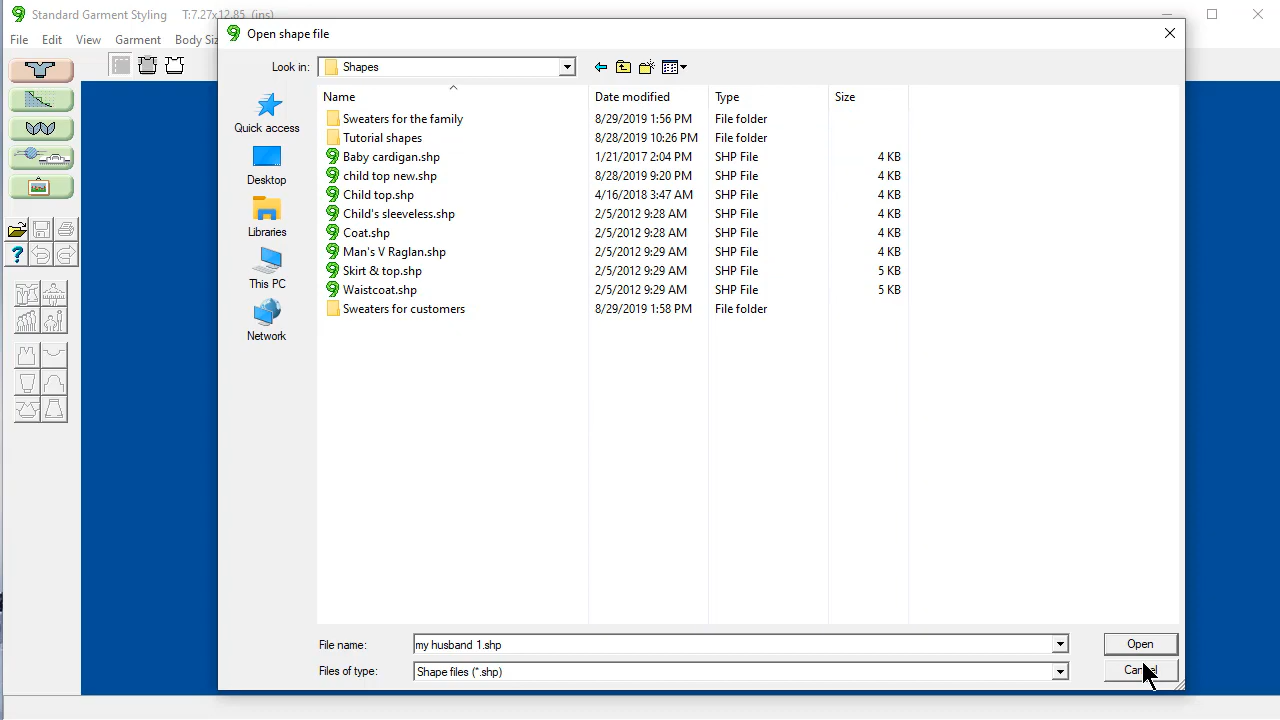 Standard Garment Styling T:7.27x12.85, (ins)
File Edit View Garment Body Siz
Open shape file
Look in: Shapes
Quick access
Desktop
Libraries
This PC
Network
Name Date modified Type Size
Sweaters for the family 8/29/2019 1:56 PM File folder
Tutorial shapes 8/28/2019 10:26 PM File folder
Baby cardigan.shp 1/21/2017 2:04 PM SHP File 4 KB
child top new.shp 8/28/2019 9:20 PM SHP File 4 KB
Child top.shp 4/16/2018 3:47 AM SHP File 4 KB
Child's sleeveless.shp 2/5/2012 9:28 AM SHP File 4 KB
Coat.shp 2/5/2012 9:28 AM SHP File 4 KB
Man's V Raglan.shp 2/5/2012 9:29 AM SHP File 4 KB
Skirt & top.shp 2/5/2012 9:29 AM SHP File 5 KB
Waistcoat.shp 2/5/2012 9:29 AM SHP File 5 KB
Sweaters for customers 8/29/2019 1:58 PM File folder
File name: my husband 1.shp Open
Files of type: Shape files (*.shp) Cancel